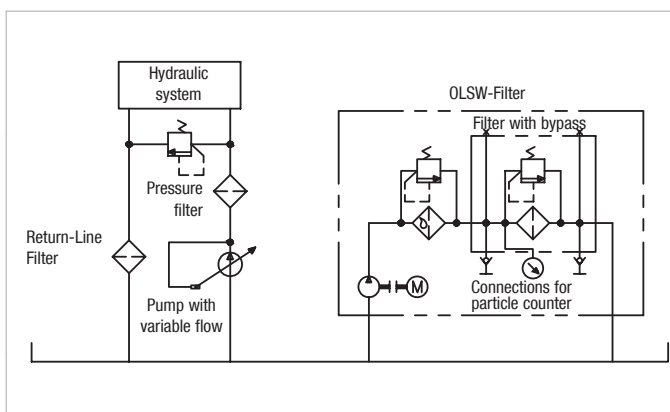 Hydraulic
system
Pressure
filter
Return-Line
Filter
Pump with
variable flow
OLSW-Filter
Filter with bypass
M
Connections for
particle counter